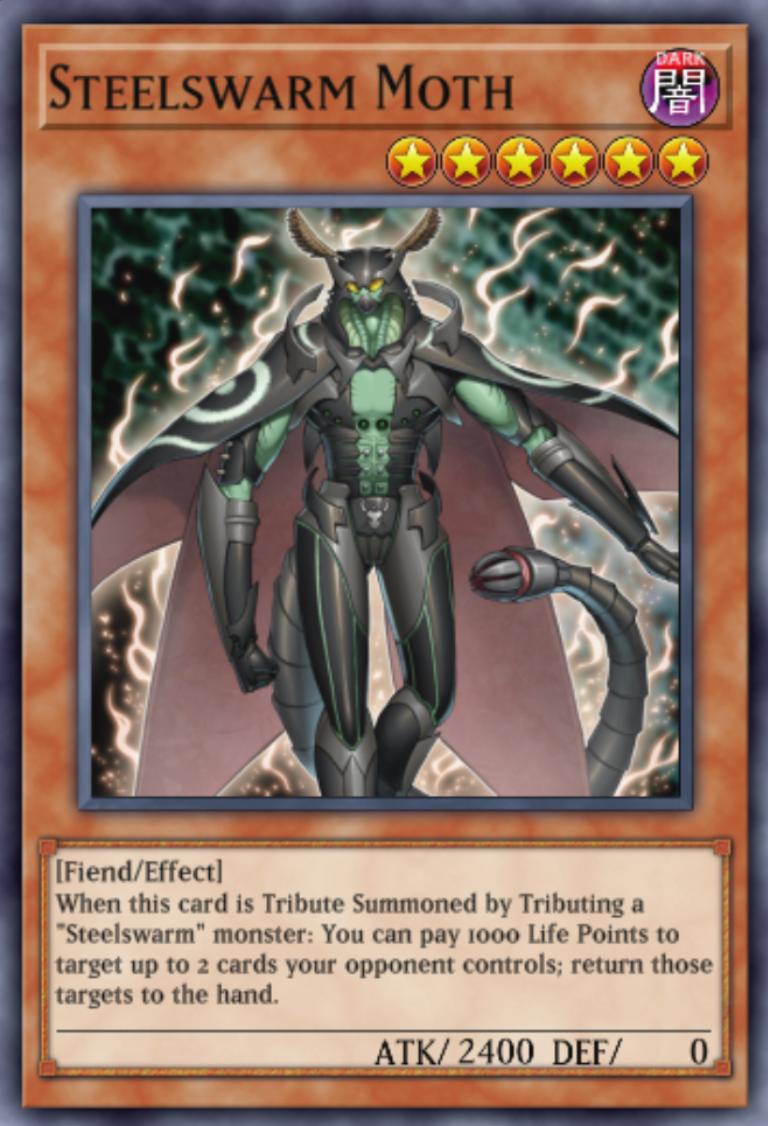 Steelswarm Moth
DARK
闇
[Fiend/Effect]
When this card is Tribute Summoned by Tributing a
"Steelswarm" monster: You can pay 1000 Life Points to
target up to 2 cards your opponent controls; return those
targets to the hand.
ATK/ 2400 DEF/ 0